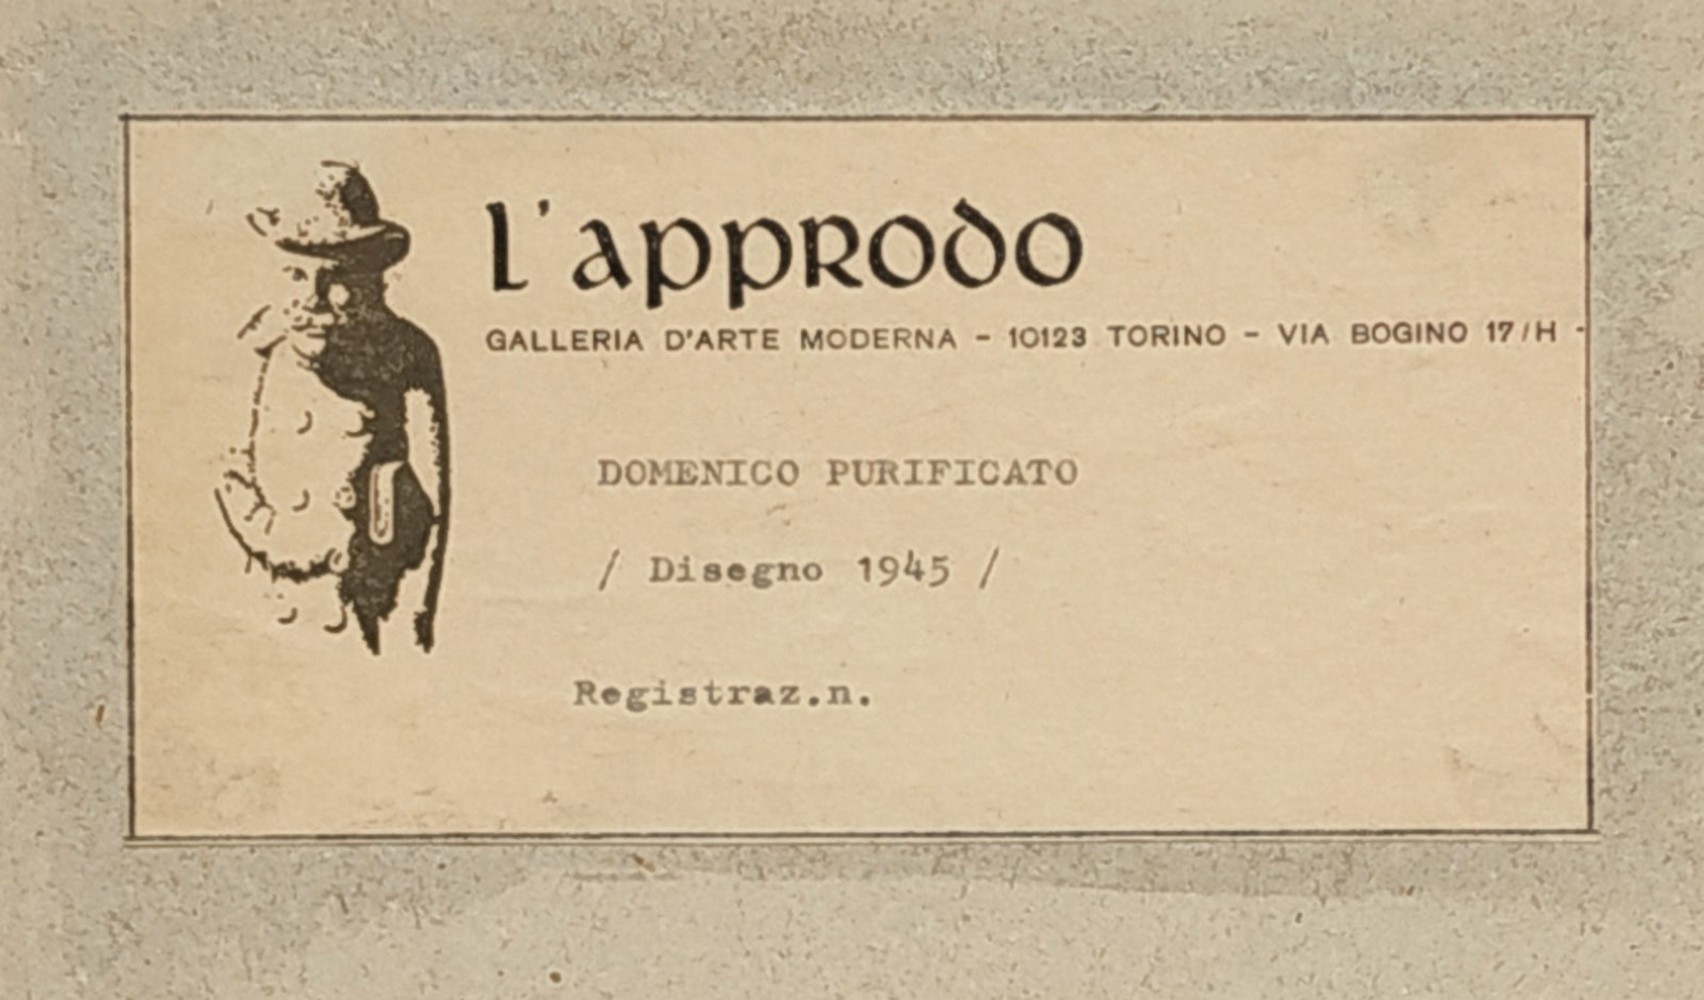 l'approdo
GALLERIA D'ARTE MODERNA - 10123 TORINO - VIA BOGINO 17/H -
DOMENICO PURIFICATO
/ Disegno 1945 /
Registraz.n.